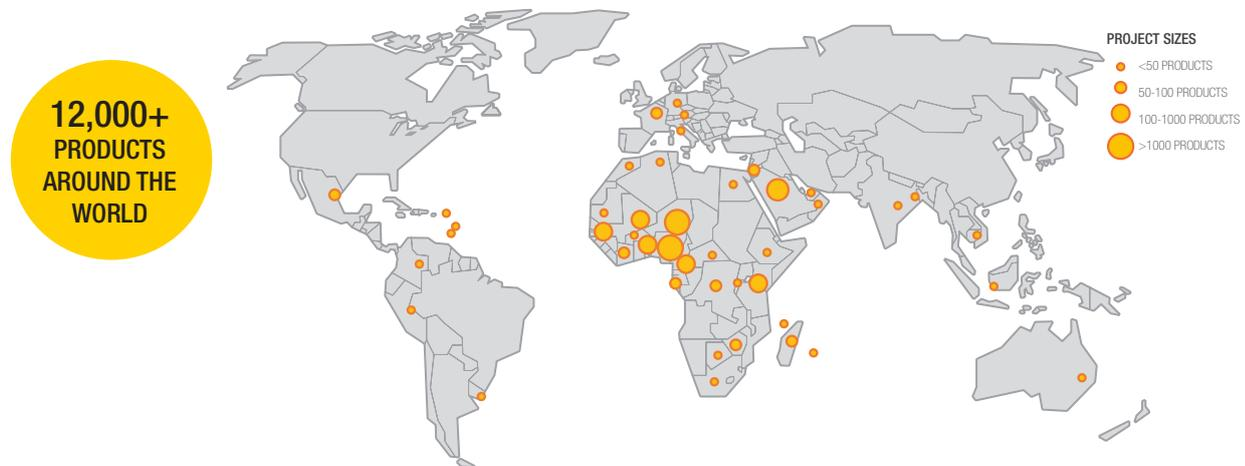 12,000+
PRODUCTS
AROUND THE
WORLD
PROJECT SIZES
<50 PRODUCTS
50-100 PRODUCTS
100-1000 PRODUCTS
>1000 PRODUCTS